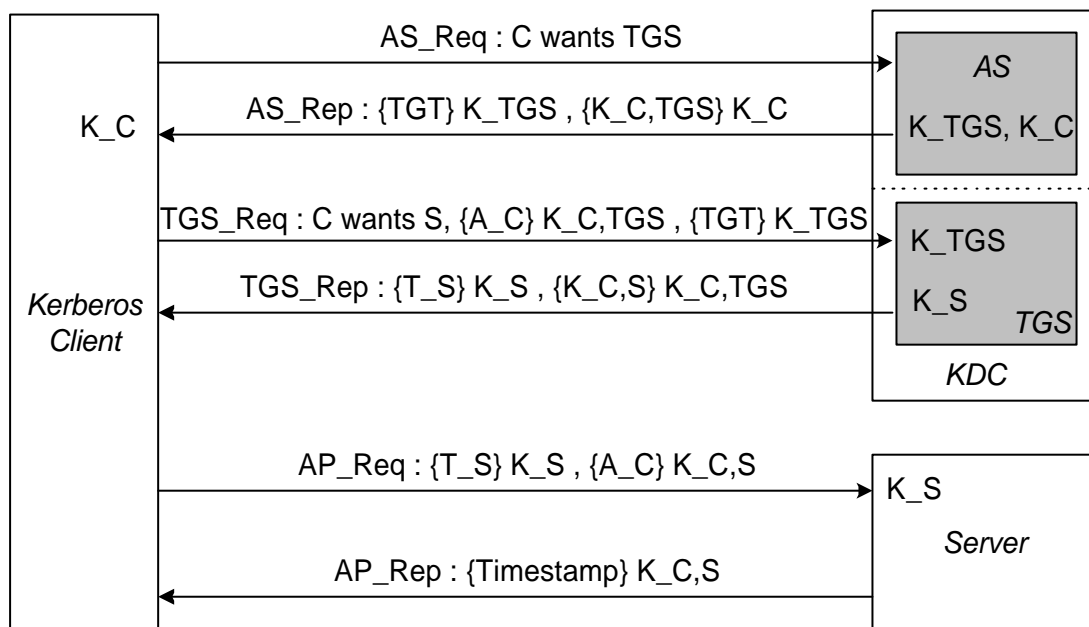 AS_Req : C wants TGS
AS
AS_Rep : {TGT} K_TGS , {K_C,TGS} K_C
K_C
K_TGS, K_C
TGS_Req : C wants S, {A_C} K_C,TGS , {TGT} K_TGS
K_TGS
TGS_Rep : {T_S} K_S , {K_C,S} K_C,TGS
K_S
TGS
Kerberos
Client
KDC
AP_Req : {T_S} K_S , {A_C} K_C,S
K_S
Server
AP_Rep : {Timestamp} K_C,S